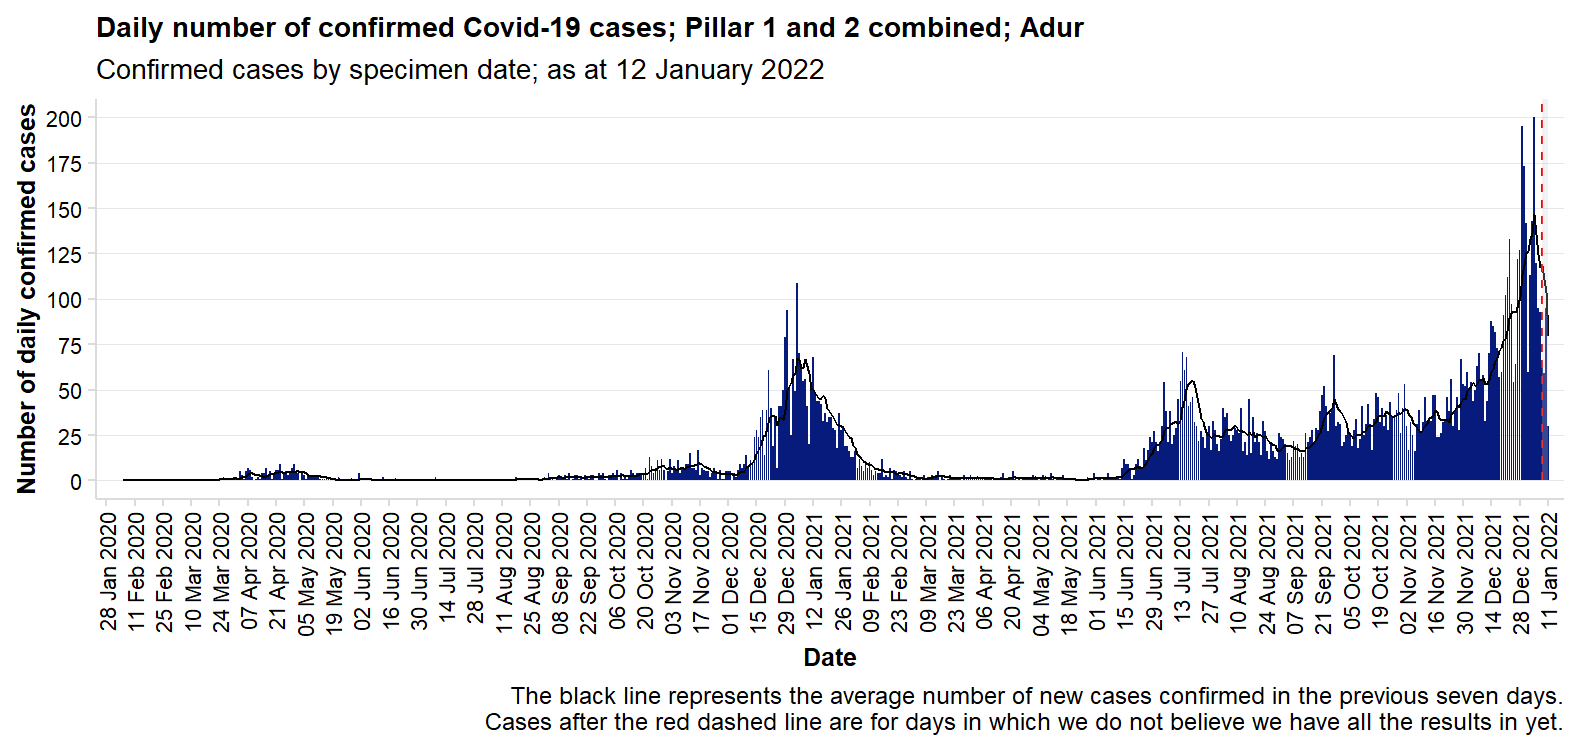 Daily number of confirmed Covid-19 cases; Pillar 1 and 2 combined; Adur
Confirmed cases by specimen date; as at 12 January 2022
Number of daily confirmed cases
200
175
150
125
100
75
50
25
0
28 Jan 2020
11 Feb 2020
25 Feb 2020
10 Mar 2020
24 Mar 2020
07 Apr 2020
21 Apr 2020
05 May 2020
19 May 2020
02 Jun 2020
16 Jun 2020
30 Jun 2020
14 Jul 2020
28 Jul 2020
11 Aug 2020
25 Aug 2020
08 Sep 2020
22 Sep 2020
06 Oct 2020
20 Oct 2020
03 Nov 2020
17 Nov 2020
01 Dec 2020
15 Dec 2020
29 Dec 2020
12 Jan 2021
26 Jan 2021
09 Feb 2021
23 Feb 2021
09 Mar 2021
23 Mar 2021
06 Apr 2021
20 Apr 2021
04 May 2021
18 May 2021
01 Jun 2021
15 Jun 2021
29 Jun 2021
13 Jul 2021
27 Jul 2021
10 Aug 2021
24 Aug 2021
07 Sep 2021
21 Sep 2021
05 Oct 2021
19 Oct 2021
02 Nov 2021
16 Nov 2021
30 Nov 2021
14 Dec 2021
28 Dec 2021
11 Jan 2022
Date
The black line represents the average number of new cases confirmed in the previous seven days.
Cases after the red dashed line are for days in which we do not believe we have all the results in yet.